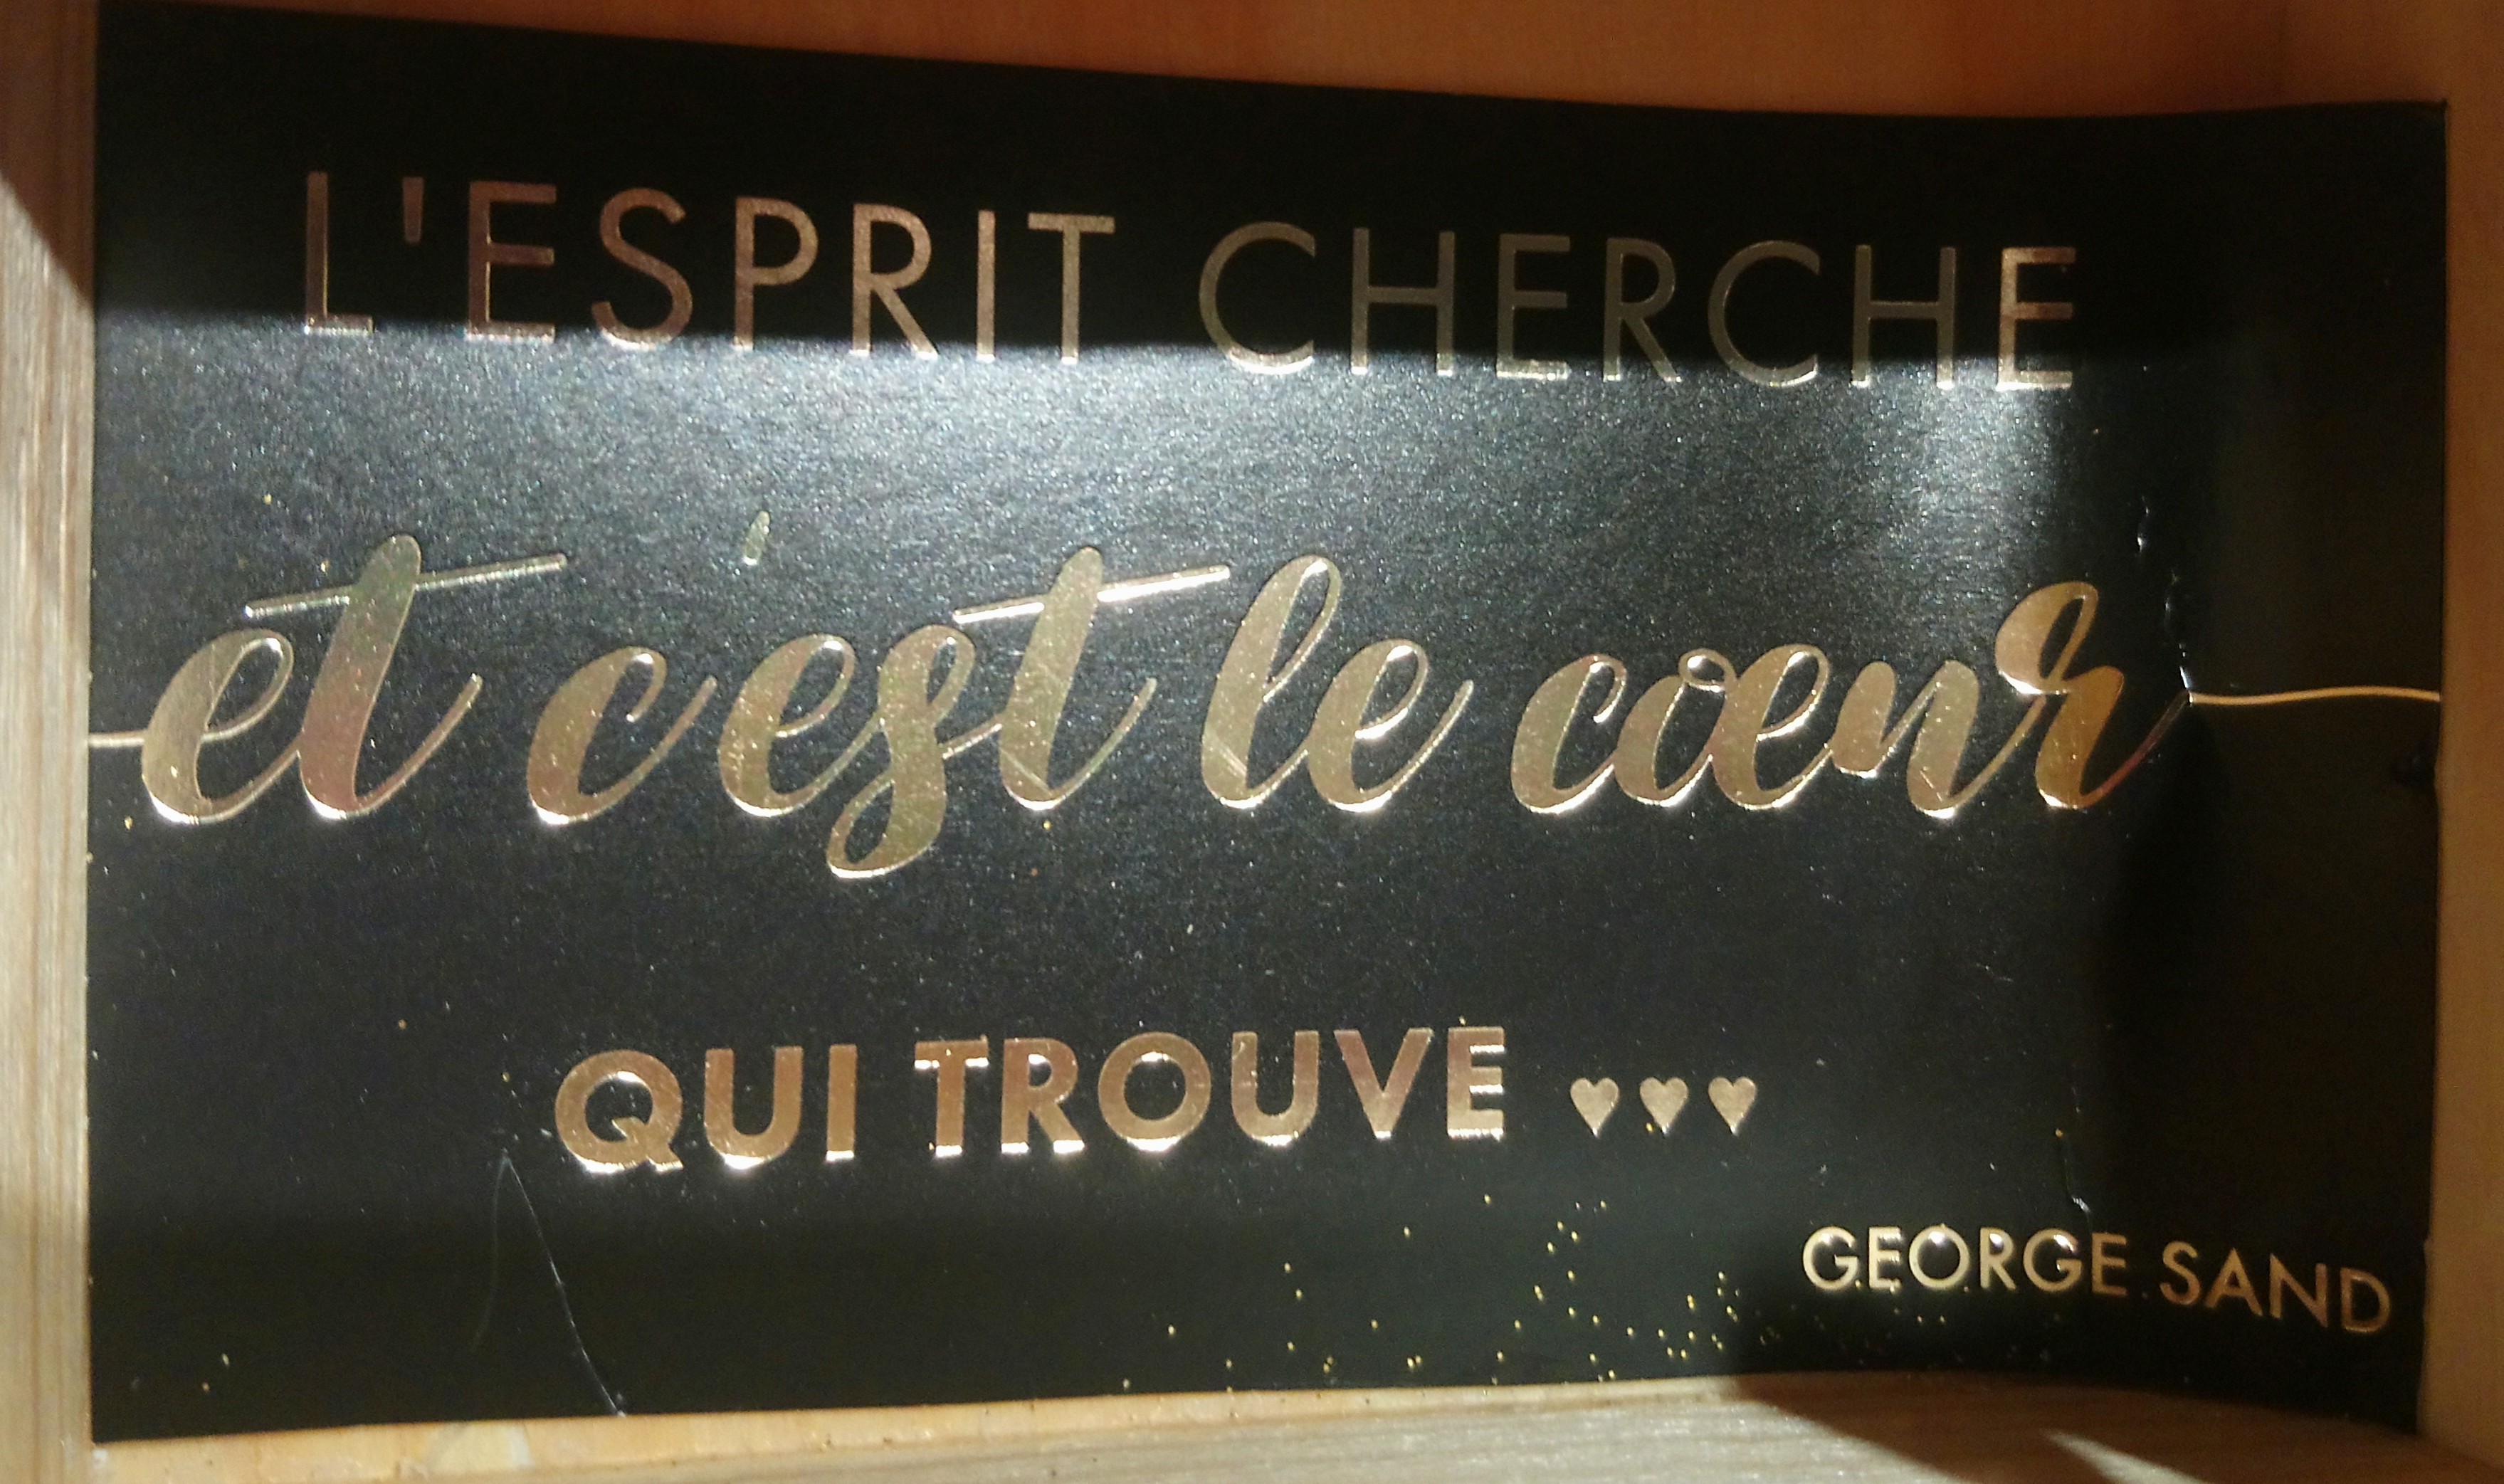 L'ESPRIT CHERCHE
et c'est le cœur
QUI TROUVE ♥♥♥
GEORGE SAND